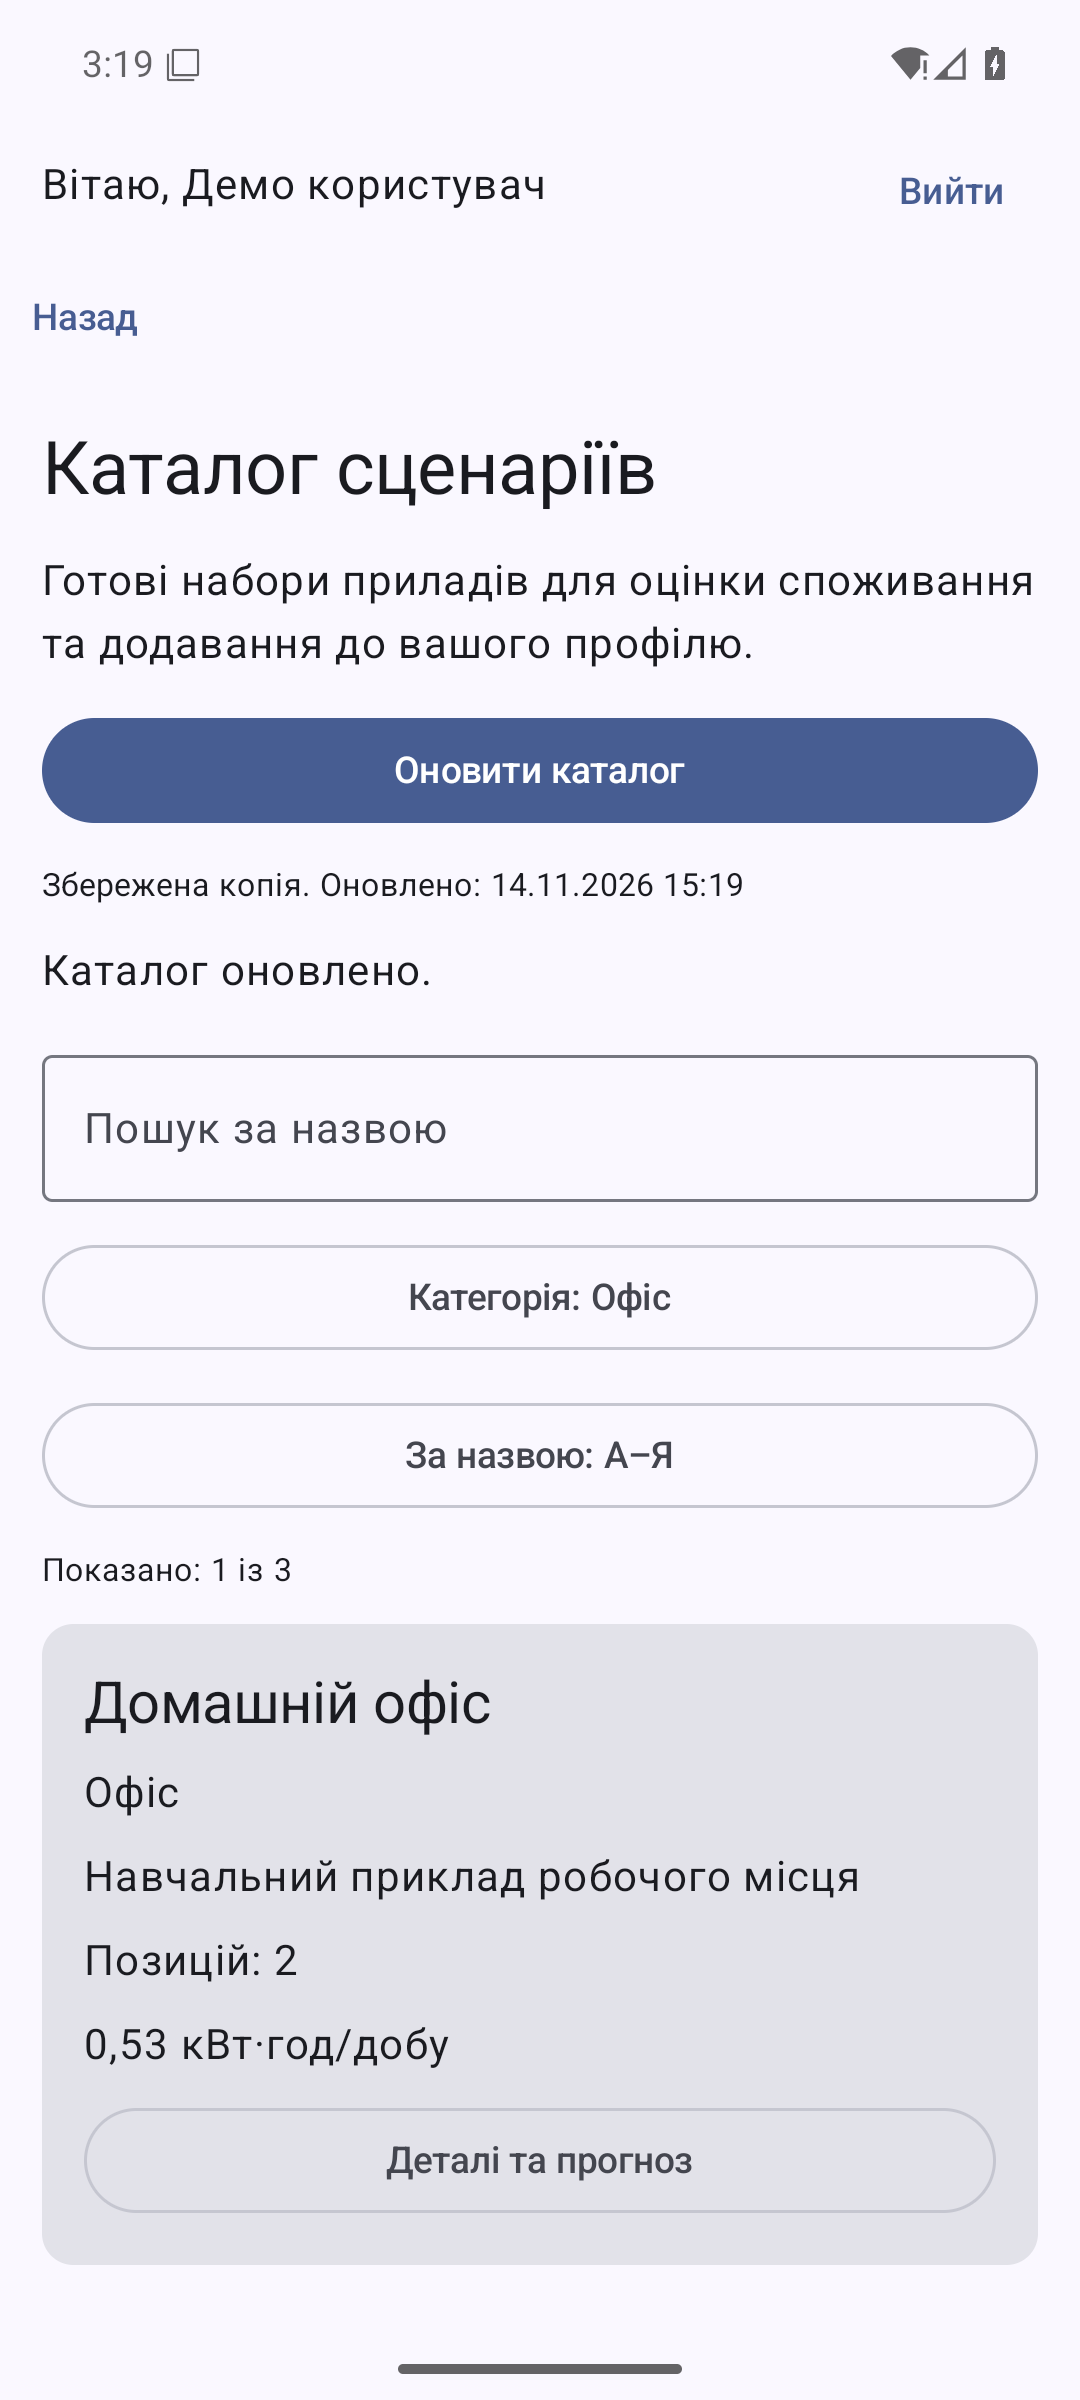 3:19
Вітаю, Демо користувач
Вийти
Назад
Каталог сценаріїв
Готові набори приладів для оцінки споживання
та додавання до вашого профілю.
Оновити каталог
Збережена копія. Оновлено: 14.11.2026 15:19
Каталог оновлено.
Пошук за назвою
Категорія: Офіс
За назвою: А–Я
Показано: 1 із 3
Домашній офіс
Офіс
Навчальний приклад робочого місця
Позицій: 2
0,53 кВт·год/добу
Деталі та прогноз